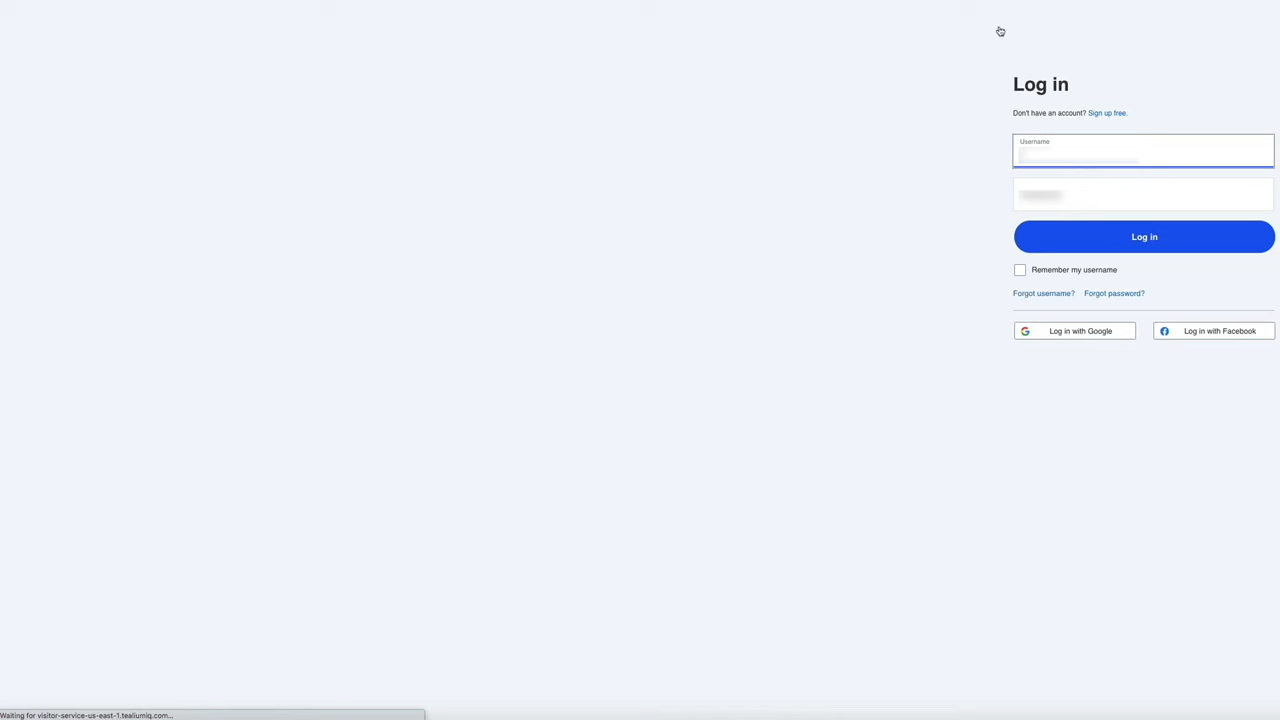 Log in
Don't have an account? Sign up free.
Username
Log in
Remember my username
Forgot username? Forgot password?
Log in with Google
Log in with Facebook
Waiting for visitor-service-us-east-1.tealiumiq.com...